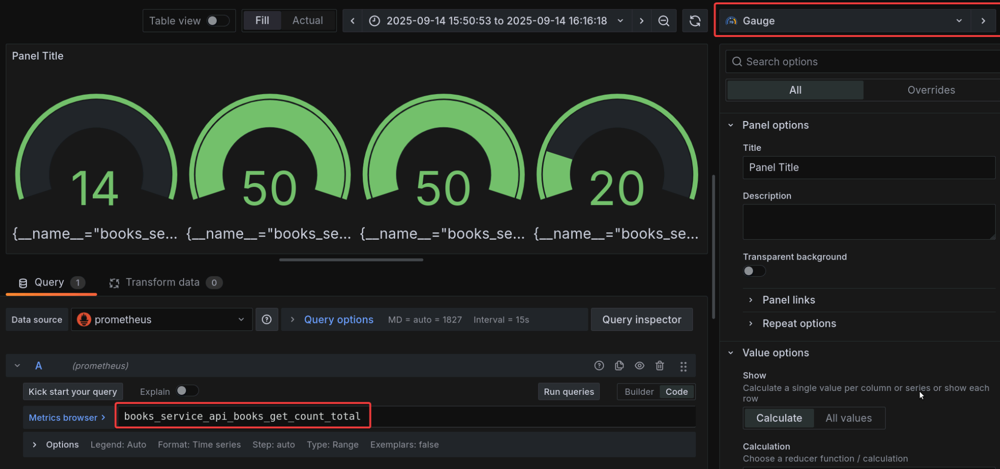 Table view
Fill
Actual
2025-09-14 15:50:53 to 2025-09-14 16:16:18
79
Gauge
Panel Title
14
50
50
20
{__name__="books_se...
{__name__="books_se...
{__name__="books_se...
{__name__="books_se...
Query 1
Transform data 0
Data source
prometheus
Query options
MD = auto = 1827
Interval = 15s
Query inspector
A
(prometheus)
Kick start your query
Explain
Run queries
Builder
Code
Metrics browser >
books_service_api_books_get_count_total
Options
Legend: Auto
Format: Time series
Step: auto
Type: Range
Exemplars: false
Search options
All
Overrides
Panel options
Title
Panel Title
Description
Transparent background
Panel links
Repeat options
Value options
Show
Calculate a single value per column or series or show each
row
Calculate
All values
Calculation
Choose a reducer function / calculation